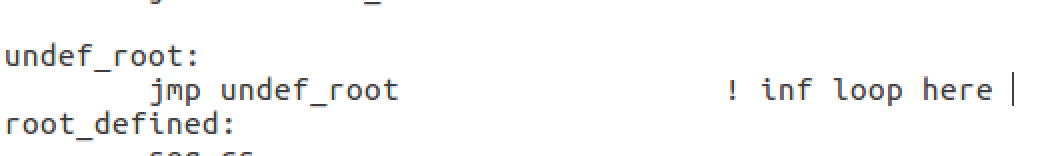 undef_root:
jmp undef_root ! inf loop here
root_defined: